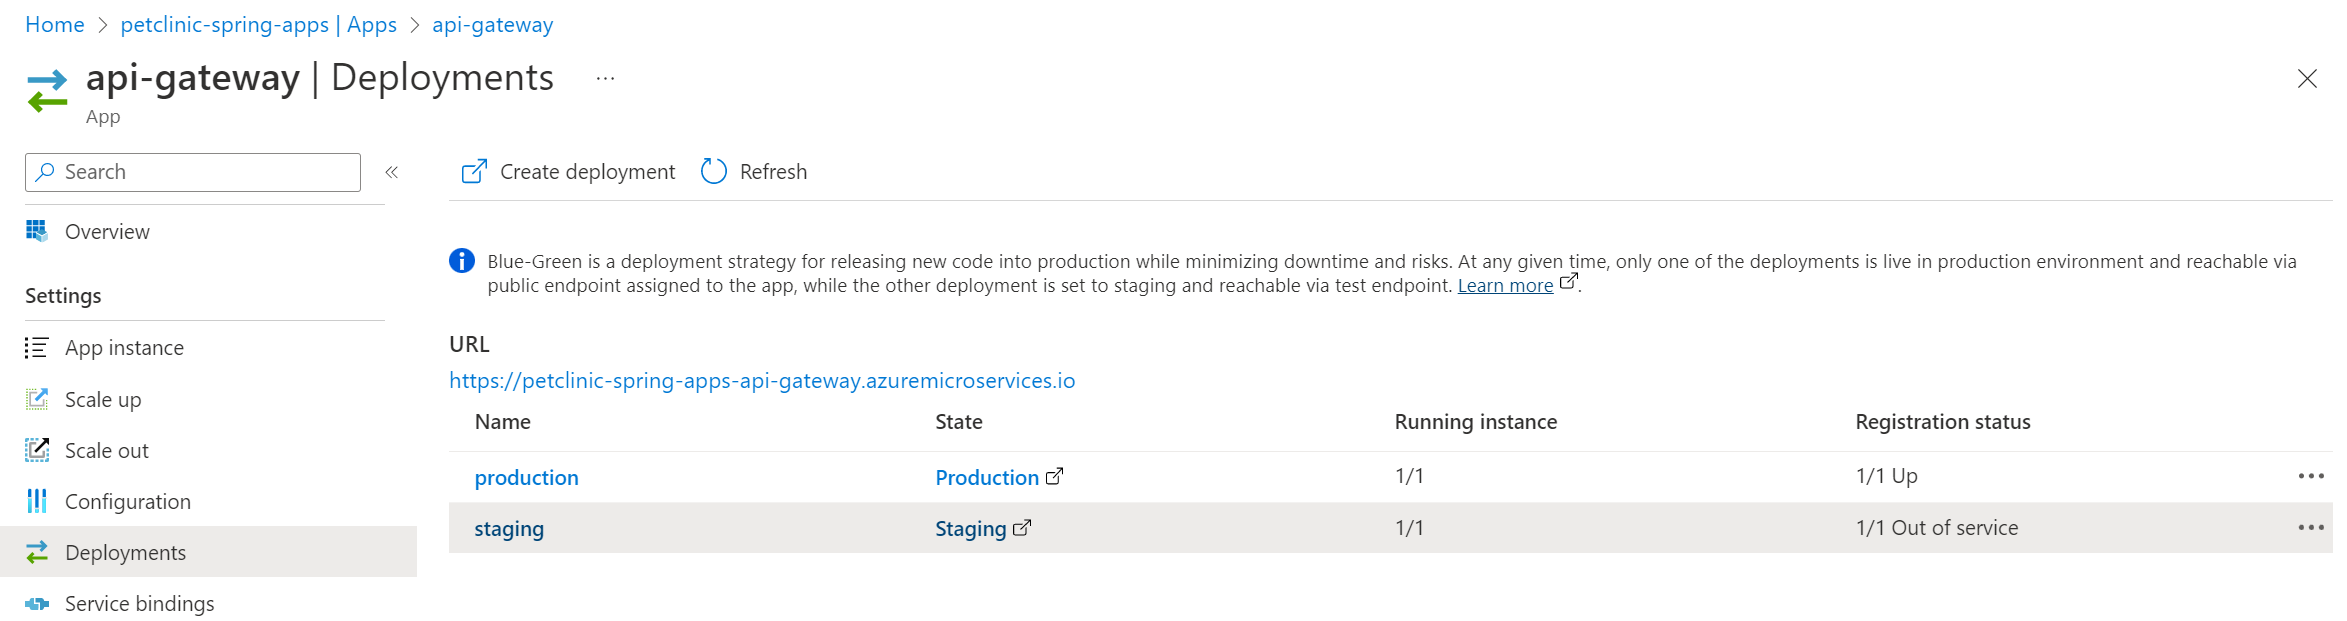 Home > petclinic-spring-apps | Apps > api-gateway
api-gateway | Deployments ...
App
Search «
Overview
Settings
App instance
Scale up
Scale out
Configuration
Deployments
Service bindings
Create deployment Refresh
Blue-Green is a deployment strategy for releasing new code into production while minimizing downtime and risks. At any given time, only one of the deployments is live in production environment and reachable via
public endpoint assigned to the app, while the other deployment is set to staging and reachable via test endpoint. Learn more .
URL
https://petclinic-spring-apps-api-gateway.azuremicroservices.io
Name State Running instance Registration status
production Production 1/1 1/1 Up ...
staging Staging 1/1 1/1 Out of service ...